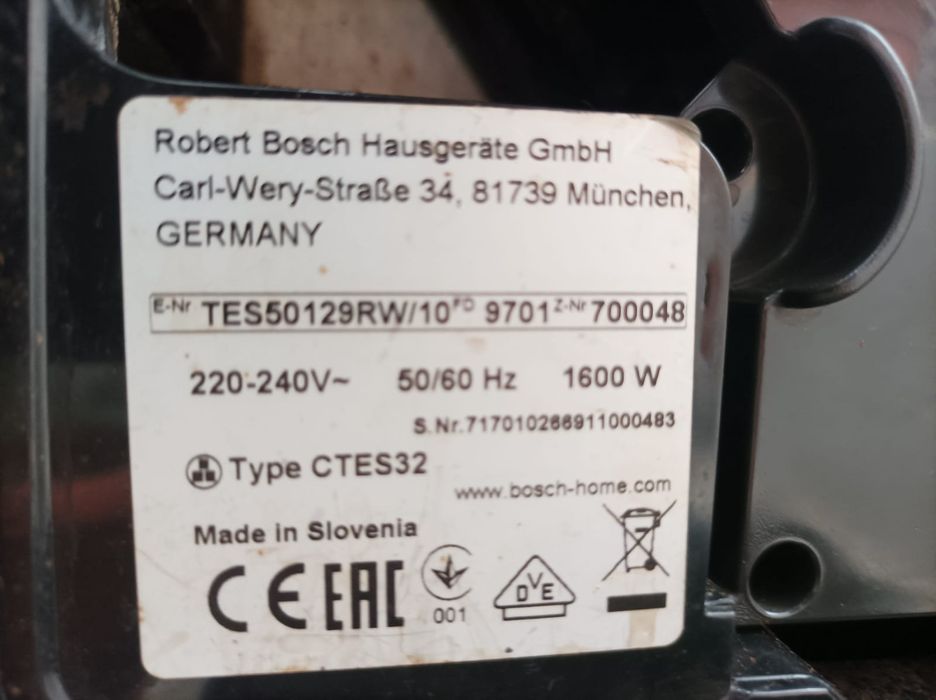 Robert Bosch Hausgeräte GmbH
Carl-Wery-Straße 34, 81739 München,
GERMANY
E-Nr TES50129RW/10 FD 9701 Z-Nr 700048
220-240V~ 50/60 Hz 1600 W
S.Nr.717010266911000483
Type CTES32
www.bosch-home.com
Made in Slovenia
CE EAC 001 DVE